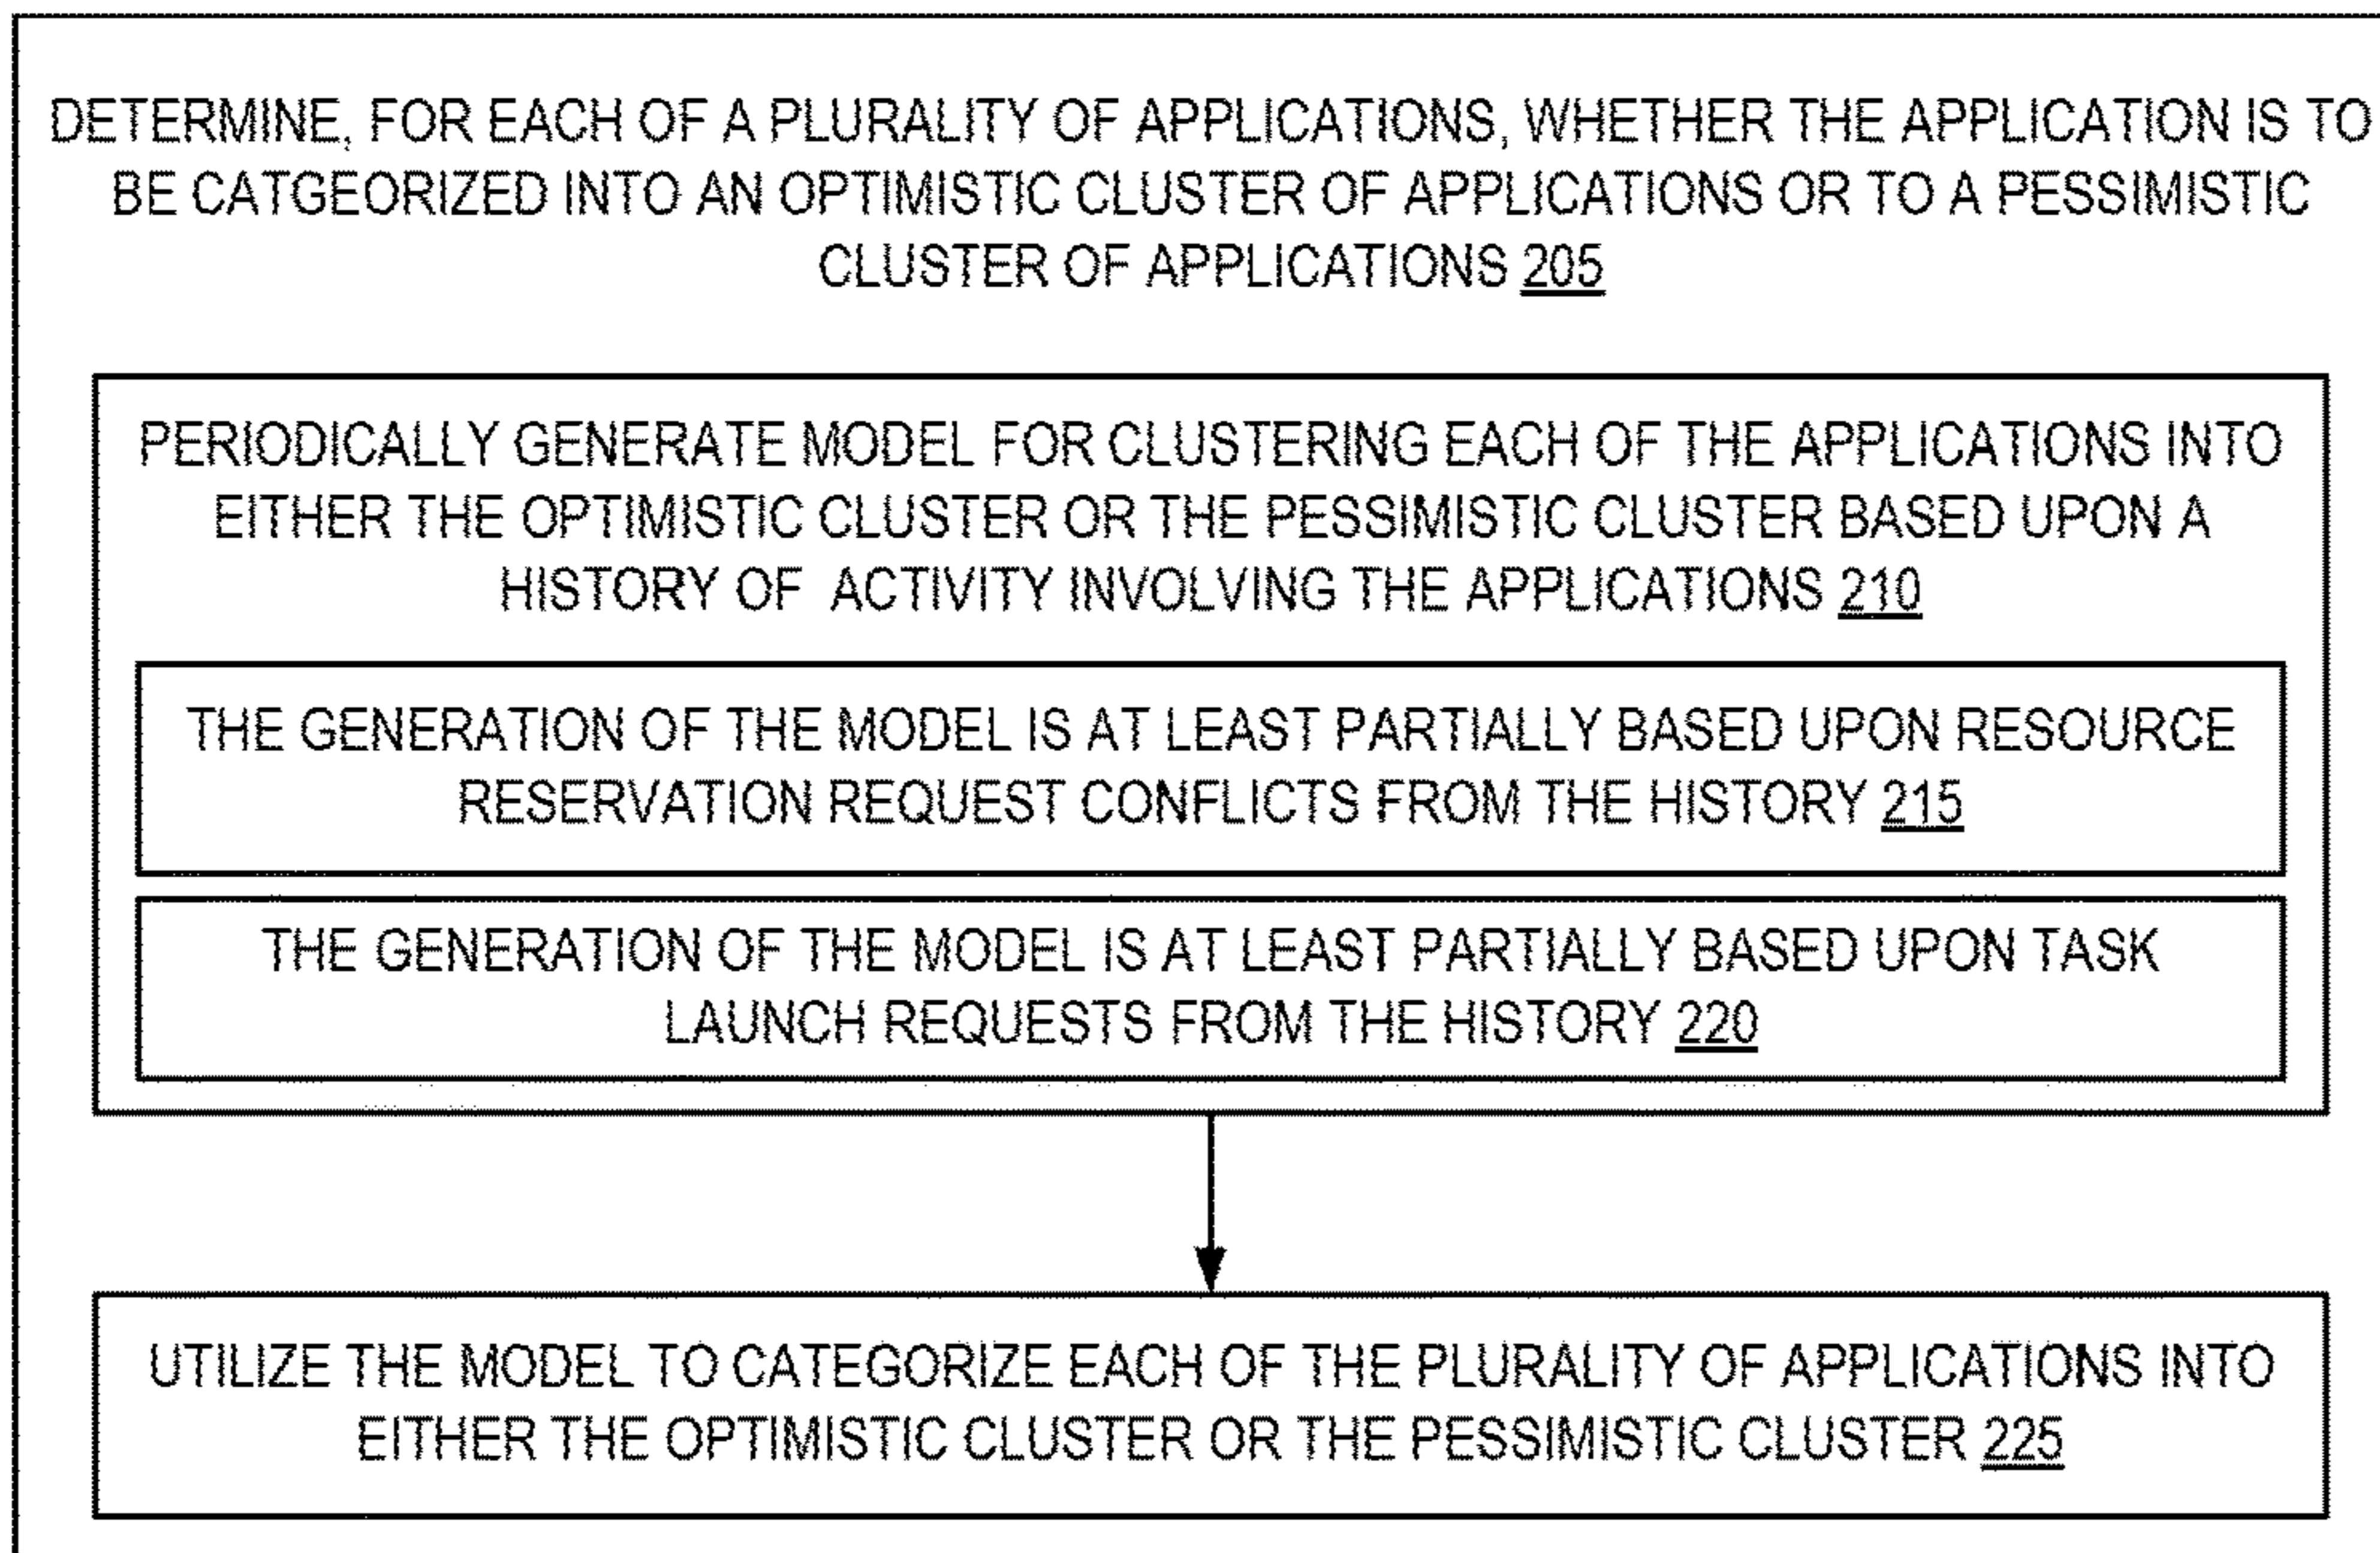 DETERMINE, FOR EACH OF A PLURALITY OF APPLICATIONS, WHETHER THE APPLICATION IS TO
BE CATGEORIZED INTO AN OPTIMISTIC CLUSTER OF APPLICATIONS OR TO A PESSIMISTIC
CLUSTER OF APPLICATIONS 205
PERIODICALLY GENERATE MODEL FOR CLUSTERING EACH OF THE APPLICATIONS INTO
EITHER THE OPTIMISTIC CLUSTER OR THE PESSIMISTIC CLUSTER BASED UPON A
HISTORY OF ACTIVITY INVOLVING THE APPLICATIONS 210
THE GENERATION OF THE MODEL IS AT LEAST PARTIALLY BASED UPON RESOURCE
RESERVATION REQUEST CONFLICTS FROM THE HISTORY 215
THE GENERATION OF THE MODEL IS AT LEAST PARTIALLY BASED UPON TASK
LAUNCH REQUESTS FROM THE HISTORY 220
UTILIZE THE MODEL TO CATEGORIZE EACH OF THE PLURALITY OF APPLICATIONS INTO
EITHER THE OPTIMISTIC CLUSTER OR THE PESSIMISTIC CLUSTER 225